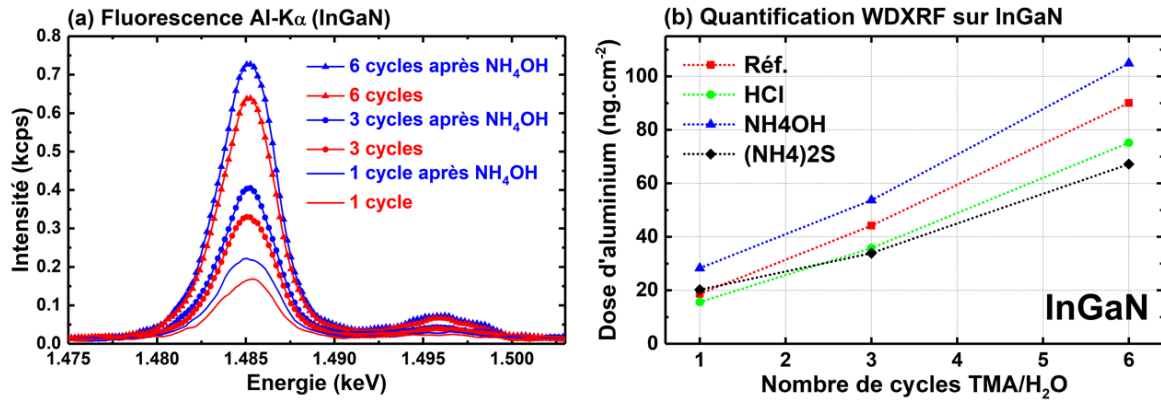 (a) Fluorescence Al-Kα (InGaN)
0.8
0.7
0.6
0.5
0.4
0.3
0.2
0.1
0.0
Intensité (kcps)
6 cycles après NH₄OH
6 cycles
3 cycles après NH₄OH
3 cycles
1 cycle après NH₄OH
1 cycle
1.475 1.480 1.485 1.490 1.495 1.500
Energie (keV)
(b) Quantification WDXRF sur InGaN
100
80
60
40
20
0
Dose d'aluminium (ng.cm⁻²)
Réf.
HCl
NH4OH
(NH4)2S
InGaN
1 2 3 4 5 6
Nombre de cycles TMA/H₂O